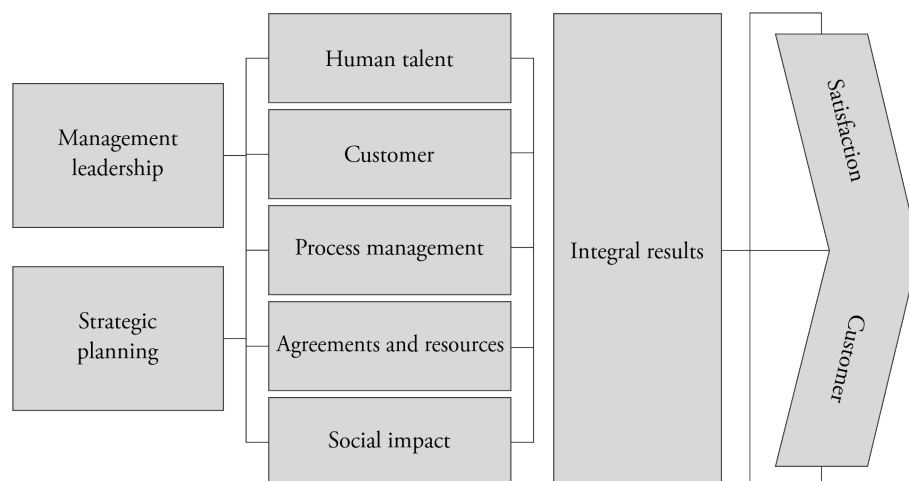 Management
leadership
Strategic
planning
Human talent
Customer
Process management
Agreements and resources
Social impact
Integral results
Satisfaction
Customer